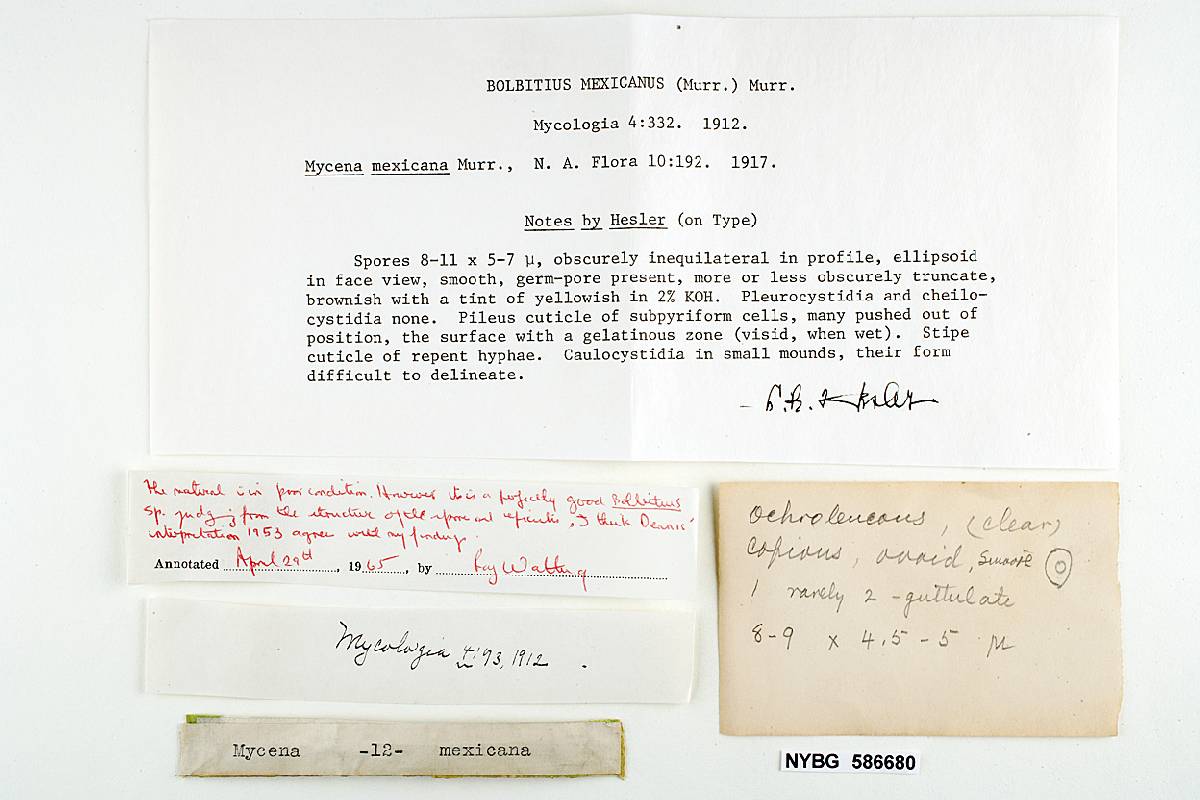 BOLBITIUS MEXICANUS (Murr.) Murr.
Mycologia 4:332. 1912.
Mycena mexicana Murr., N. A. Flora 10:192. 1917.
Notes by Hesler (on Type)
Spores 8-11 x 5-7 µ, obscurely inequilateral in profile, ellipsoid
in face view, smooth, germ-pore present, more or less obscurely truncate,
brownish with a tint of yellowish in 2% KOH. Pleurocystidia and cheilo-
cystidia none. Pileus cuticle of subpyriform cells, many pushed out of
position, the surface with a gelatinous zone (visid, when wet). Stipe
cuticle of repent hyphae. Caulocystidia in small mounds, their form
difficult to delineate.
- L. R. Hesler
The material is in poor condition. However it is a perfectly good Bolbitius
sp. judging from the structure of the spore and , I think Dennis'
interpretation 1953 agree with my findings.
Annotated April 29th, 1965, by Roy Watling
Mycologia 4:93, 1912.
Mycena -12- mexicana
Ochroleucous, (clear)
copious, ovoid, smooth
1 rarely 2 -guttulate
8-9 x 4.5-5 µ
NYBG 586680